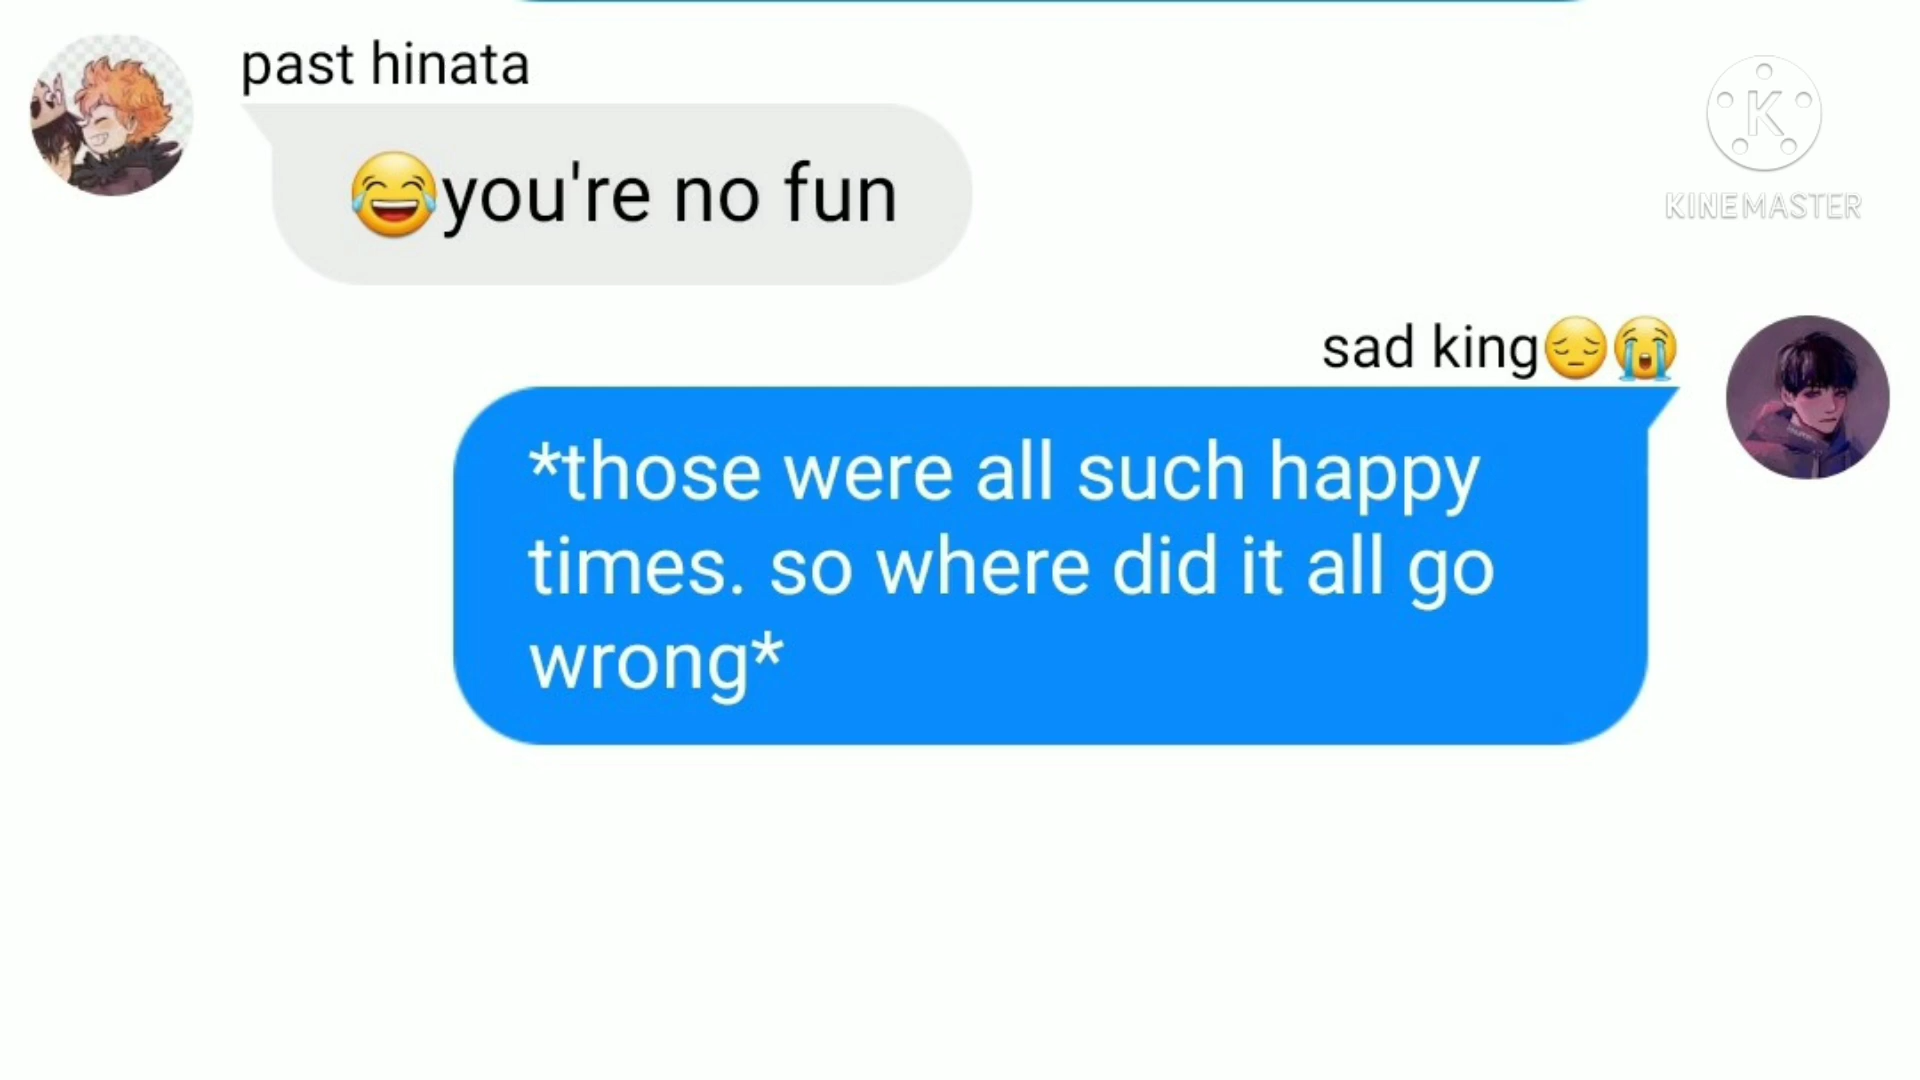 past hinata
😂you're no fun
K
KINEMASTER
sad king😔😭
*those were all such happy
times. so where did it all go
wrong*